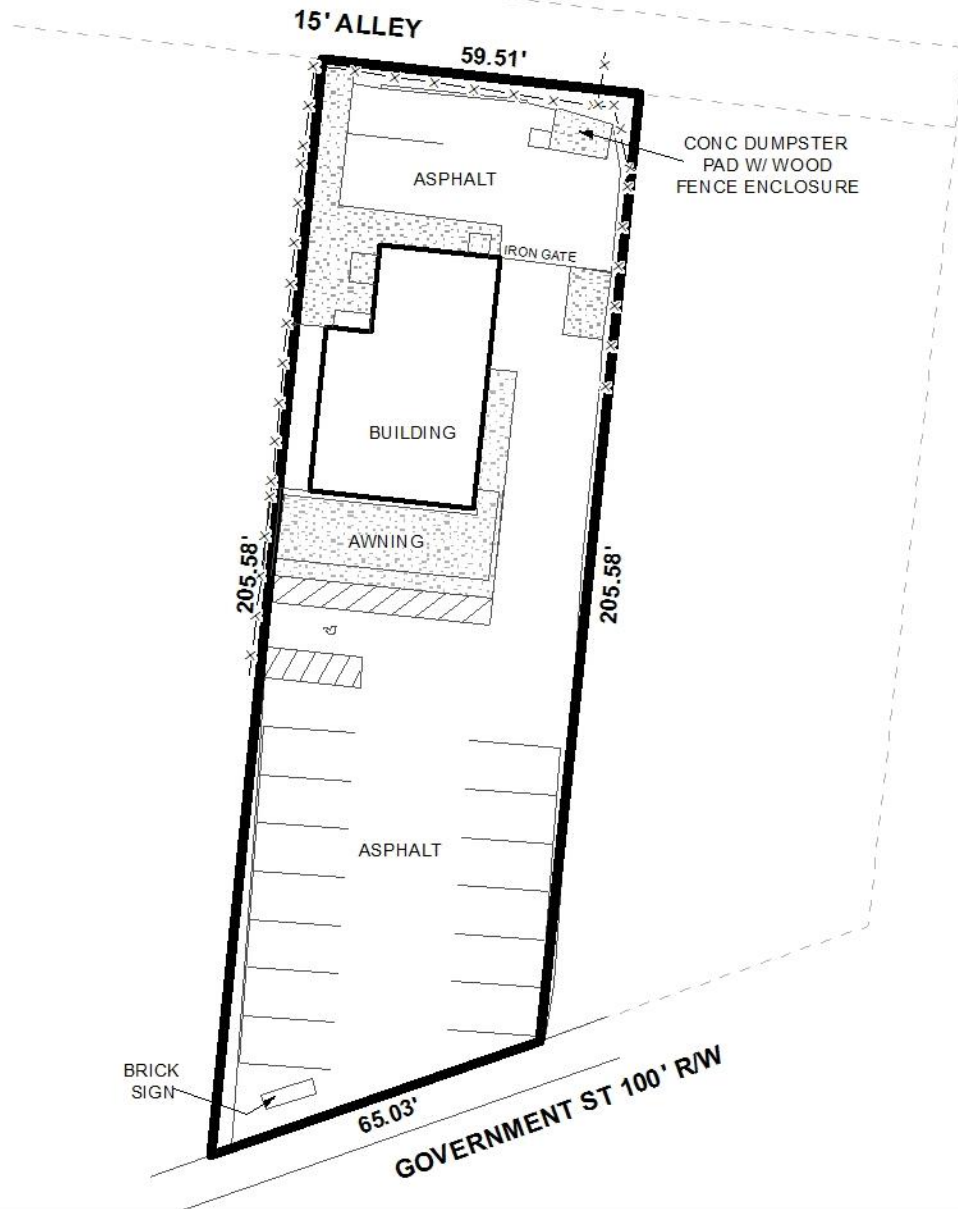 15' ALLEY
59.51'
CONC DUMPSTER
PAD W/ WOOD
FENCE ENCLOSURE
ASPHALT
IRON GATE
BUILDING
AWNING
205.58'
205.58'
ASPHALT
BRICK
SIGN
65.03'
GOVERNMENT ST 100' R/W